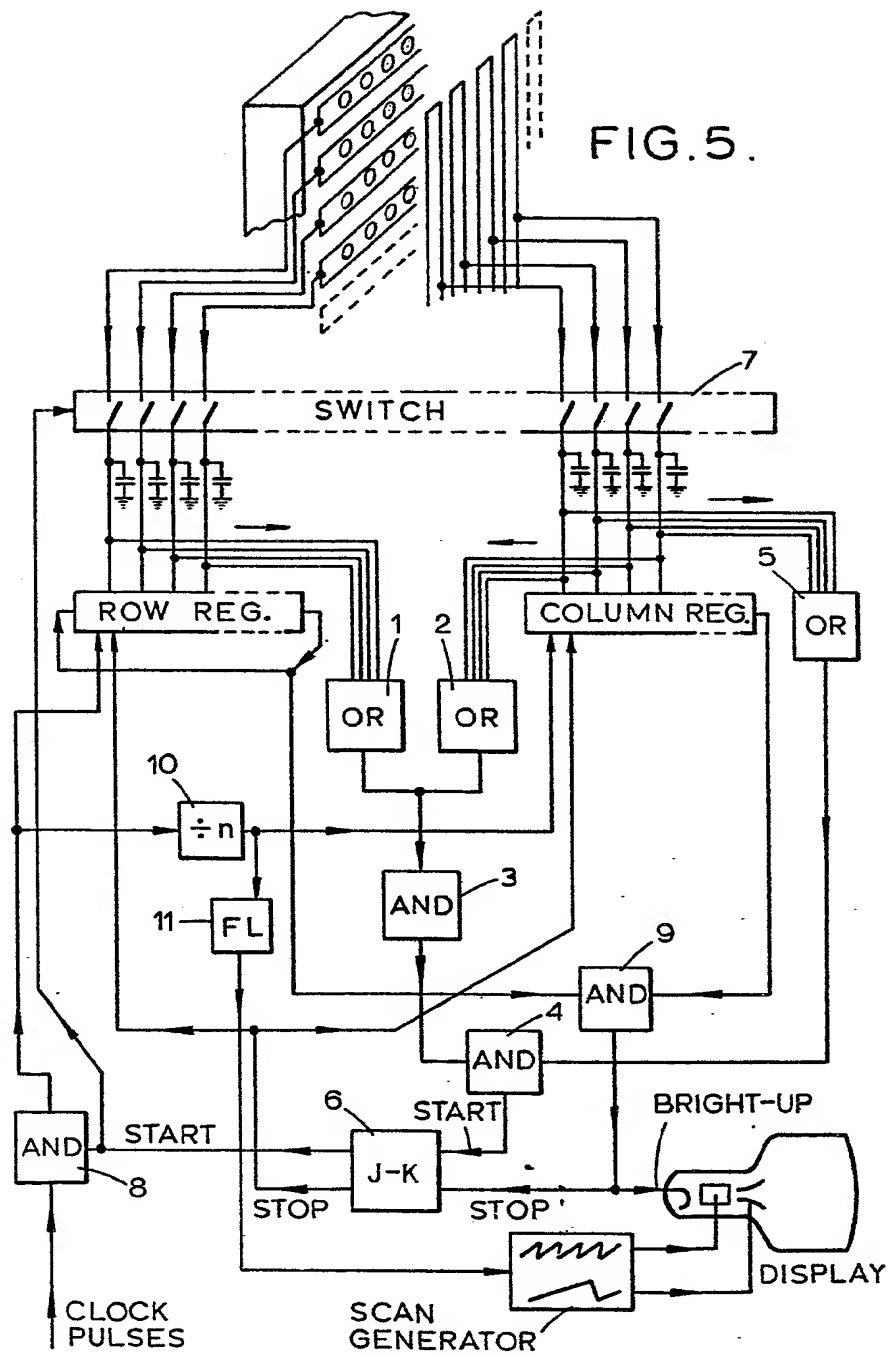 FIG.5.
7
SWITCH
5
ROW REG.
COLUMN REG.
OR
1
2
OR
OR
10
÷n
3
AND
11
FL
9
AND
4
AND
6
START
BRIGHT-UP
AND
START
J-K
8
STOP
STOP
DISPLAY
CLOCK
PULSES
SCAN
GENERATOR